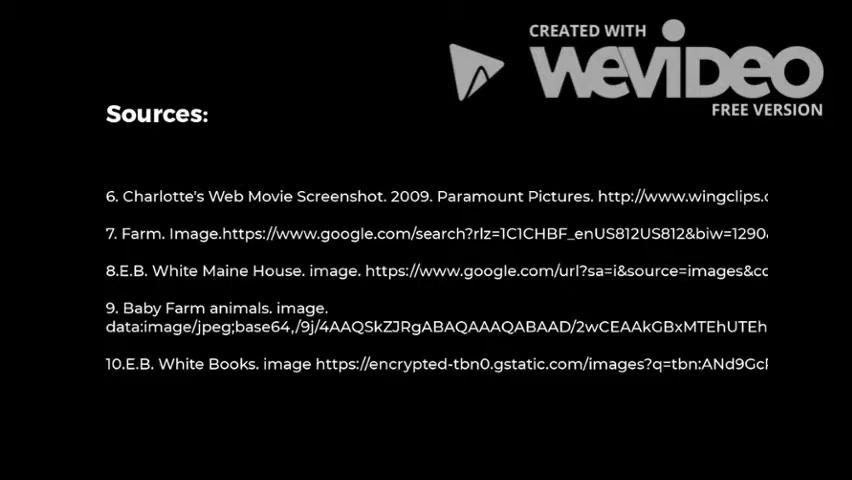 CREATED WITH
WEVIDEO
FREE VERSION
Sources:
6. Charlotte's Web Movie Screenshot. 2009. Paramount Pictures. http://www.wingclips.c
7. Farm. Image.https://www.google.com/search?rlz=1C1CHBF_enUS812US812&biw=1290&
8.E.B. White Maine House. image. https://www.google.com/url?sa=i&source=images&cc
9. Baby Farm animals. image.
data:image/jpeg;base64,/9j/4AAQSkZJRgABAQAAAQABAAD/2wCEAAkGBxMTEhUTEh
10.E.B. White Books. image https://encrypted-tbn0.gstatic.com/images?q=tbn:ANd9GcF